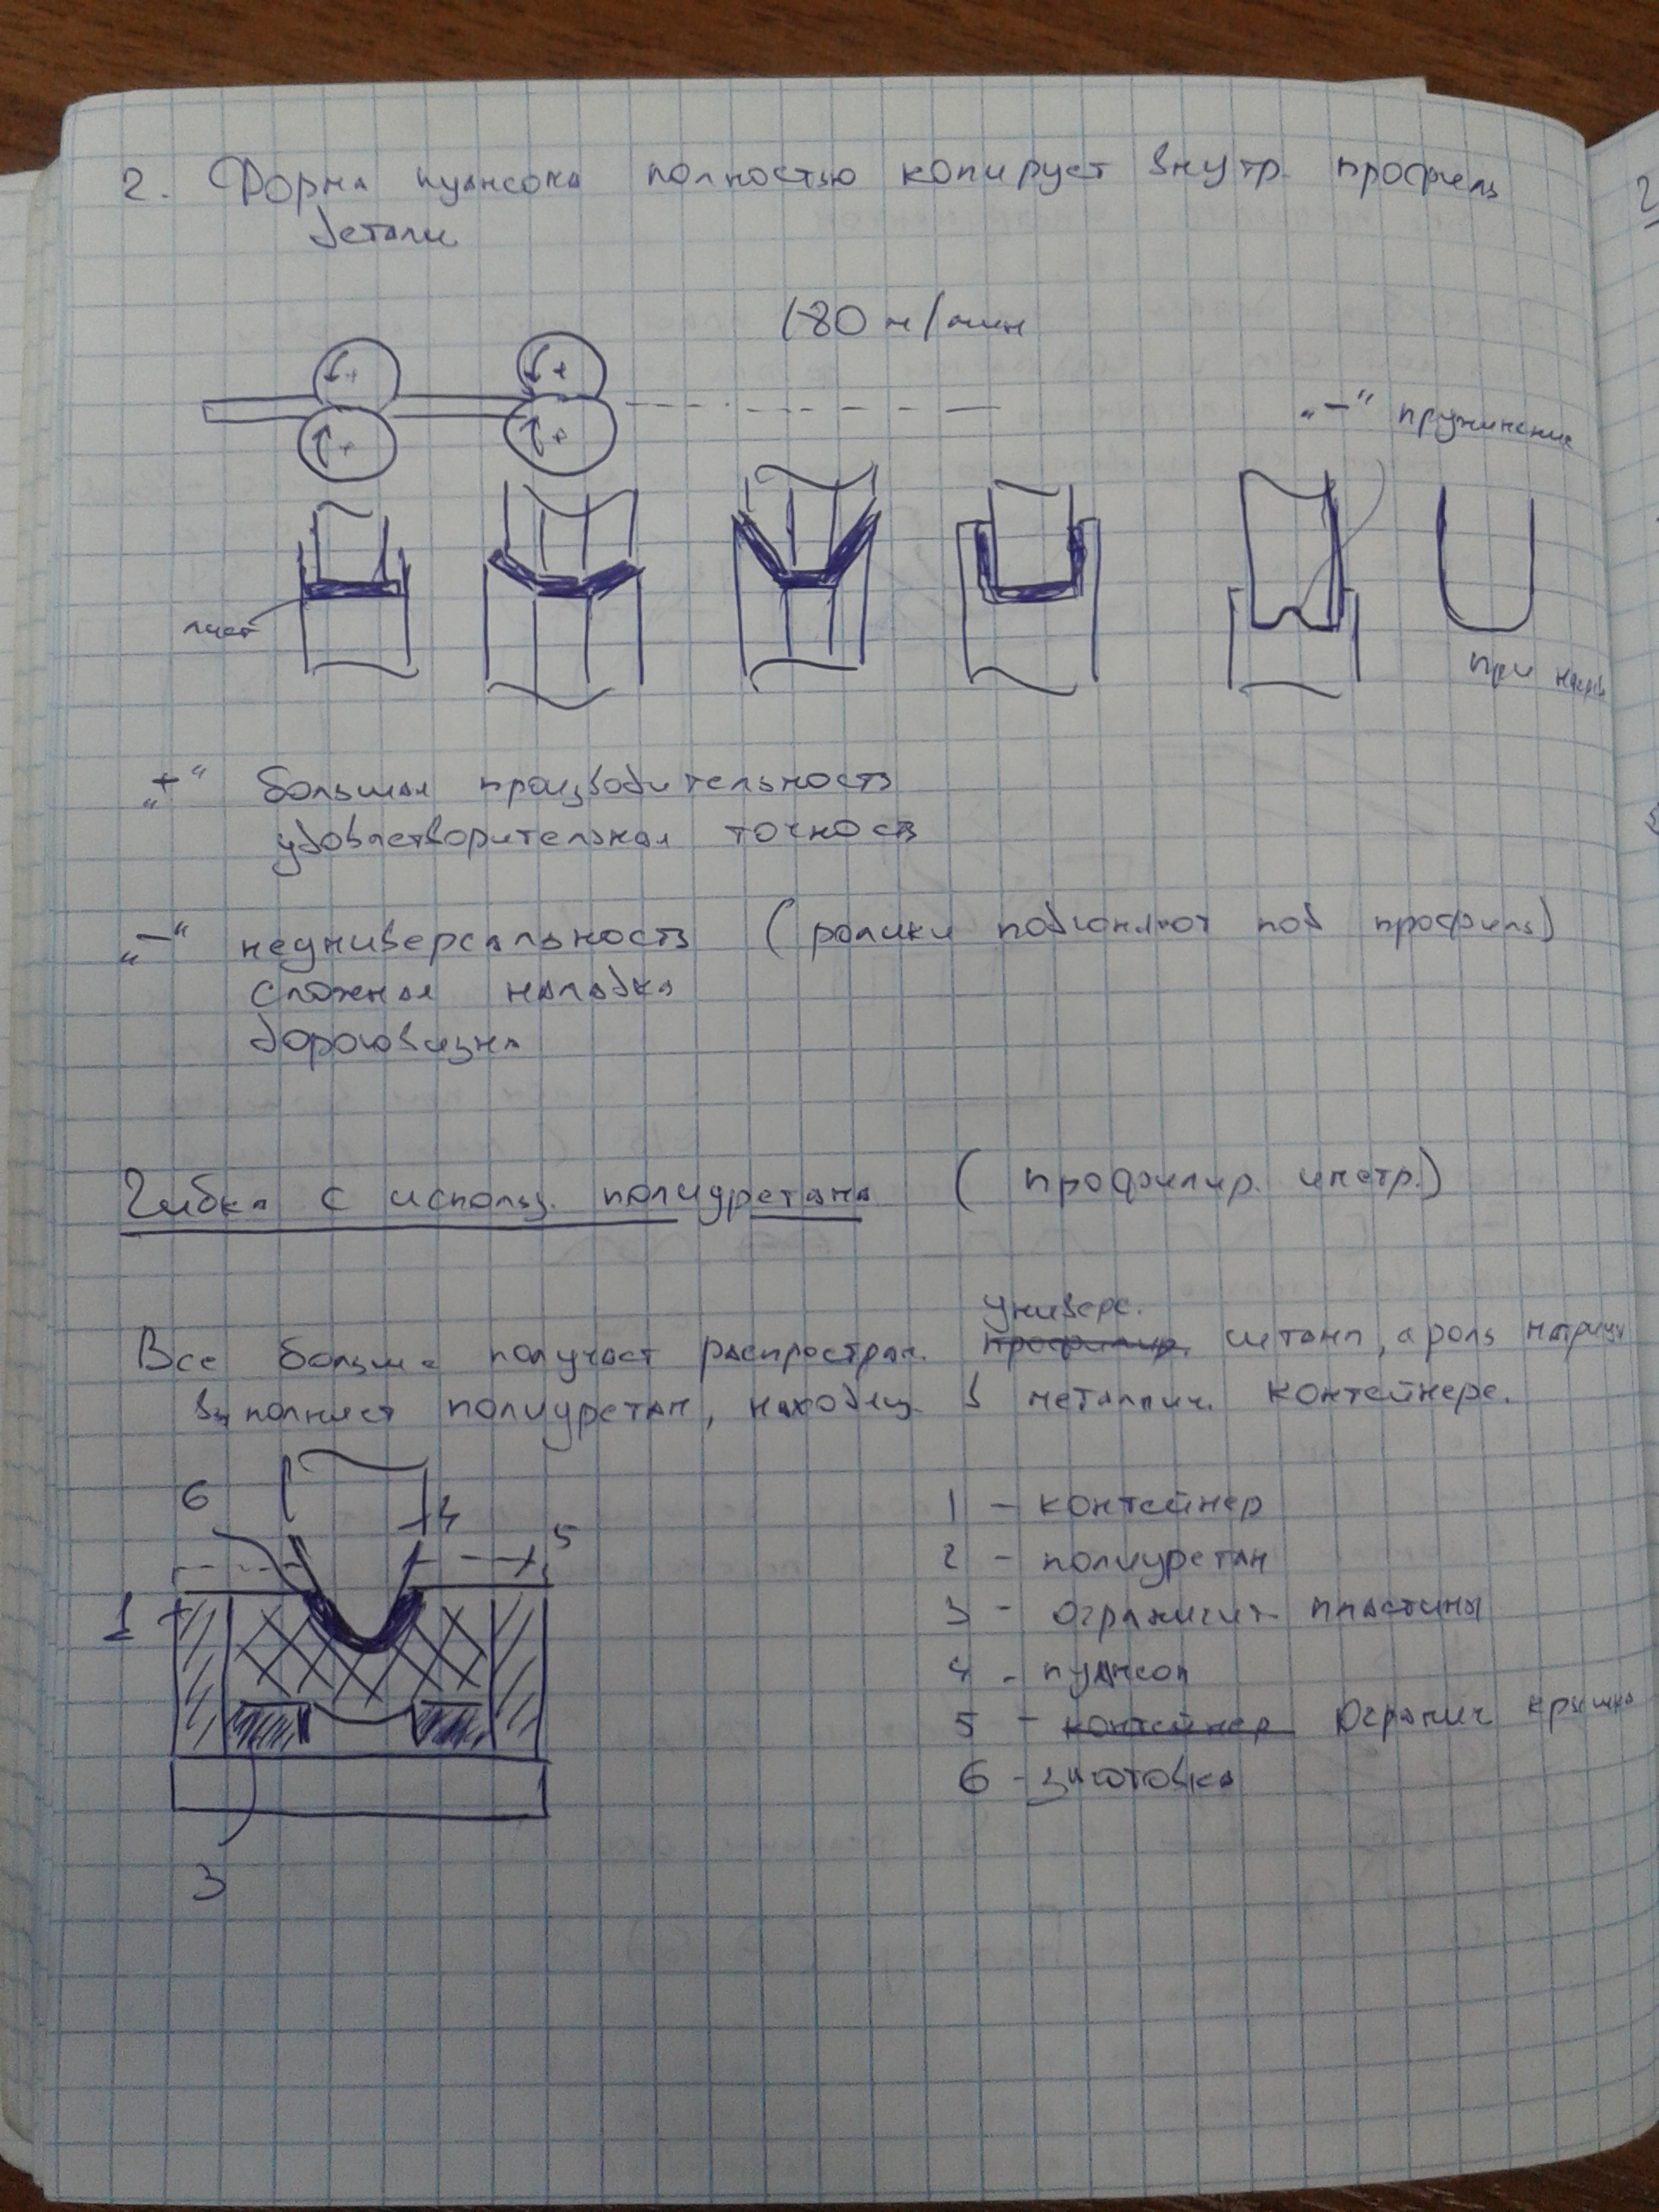 2. Форма пуансона полностью копирует внутр. профиль
детали
180 м/мин
„—“ пружинение
лист
при нагрев
„+“ большая производительность
удовлетворительная точность
„—“ неуниверсальность (ролики подгоняют под профиль)
сложная наладка
дороговизна
Гибка с использ. полиуретана (профилир. инстр.)
универс.
Все больше получает распростран. профилир. штамп, а роль матрицы
выполняет полиуретан, находящ. в металлич. контейнере.
6
4
5
1
3
1 – контейнер
2 – полиуретан
3 – огранич. пластины
4 – пуансон
5 – контейнер Огранич крышка
6 – заготовка